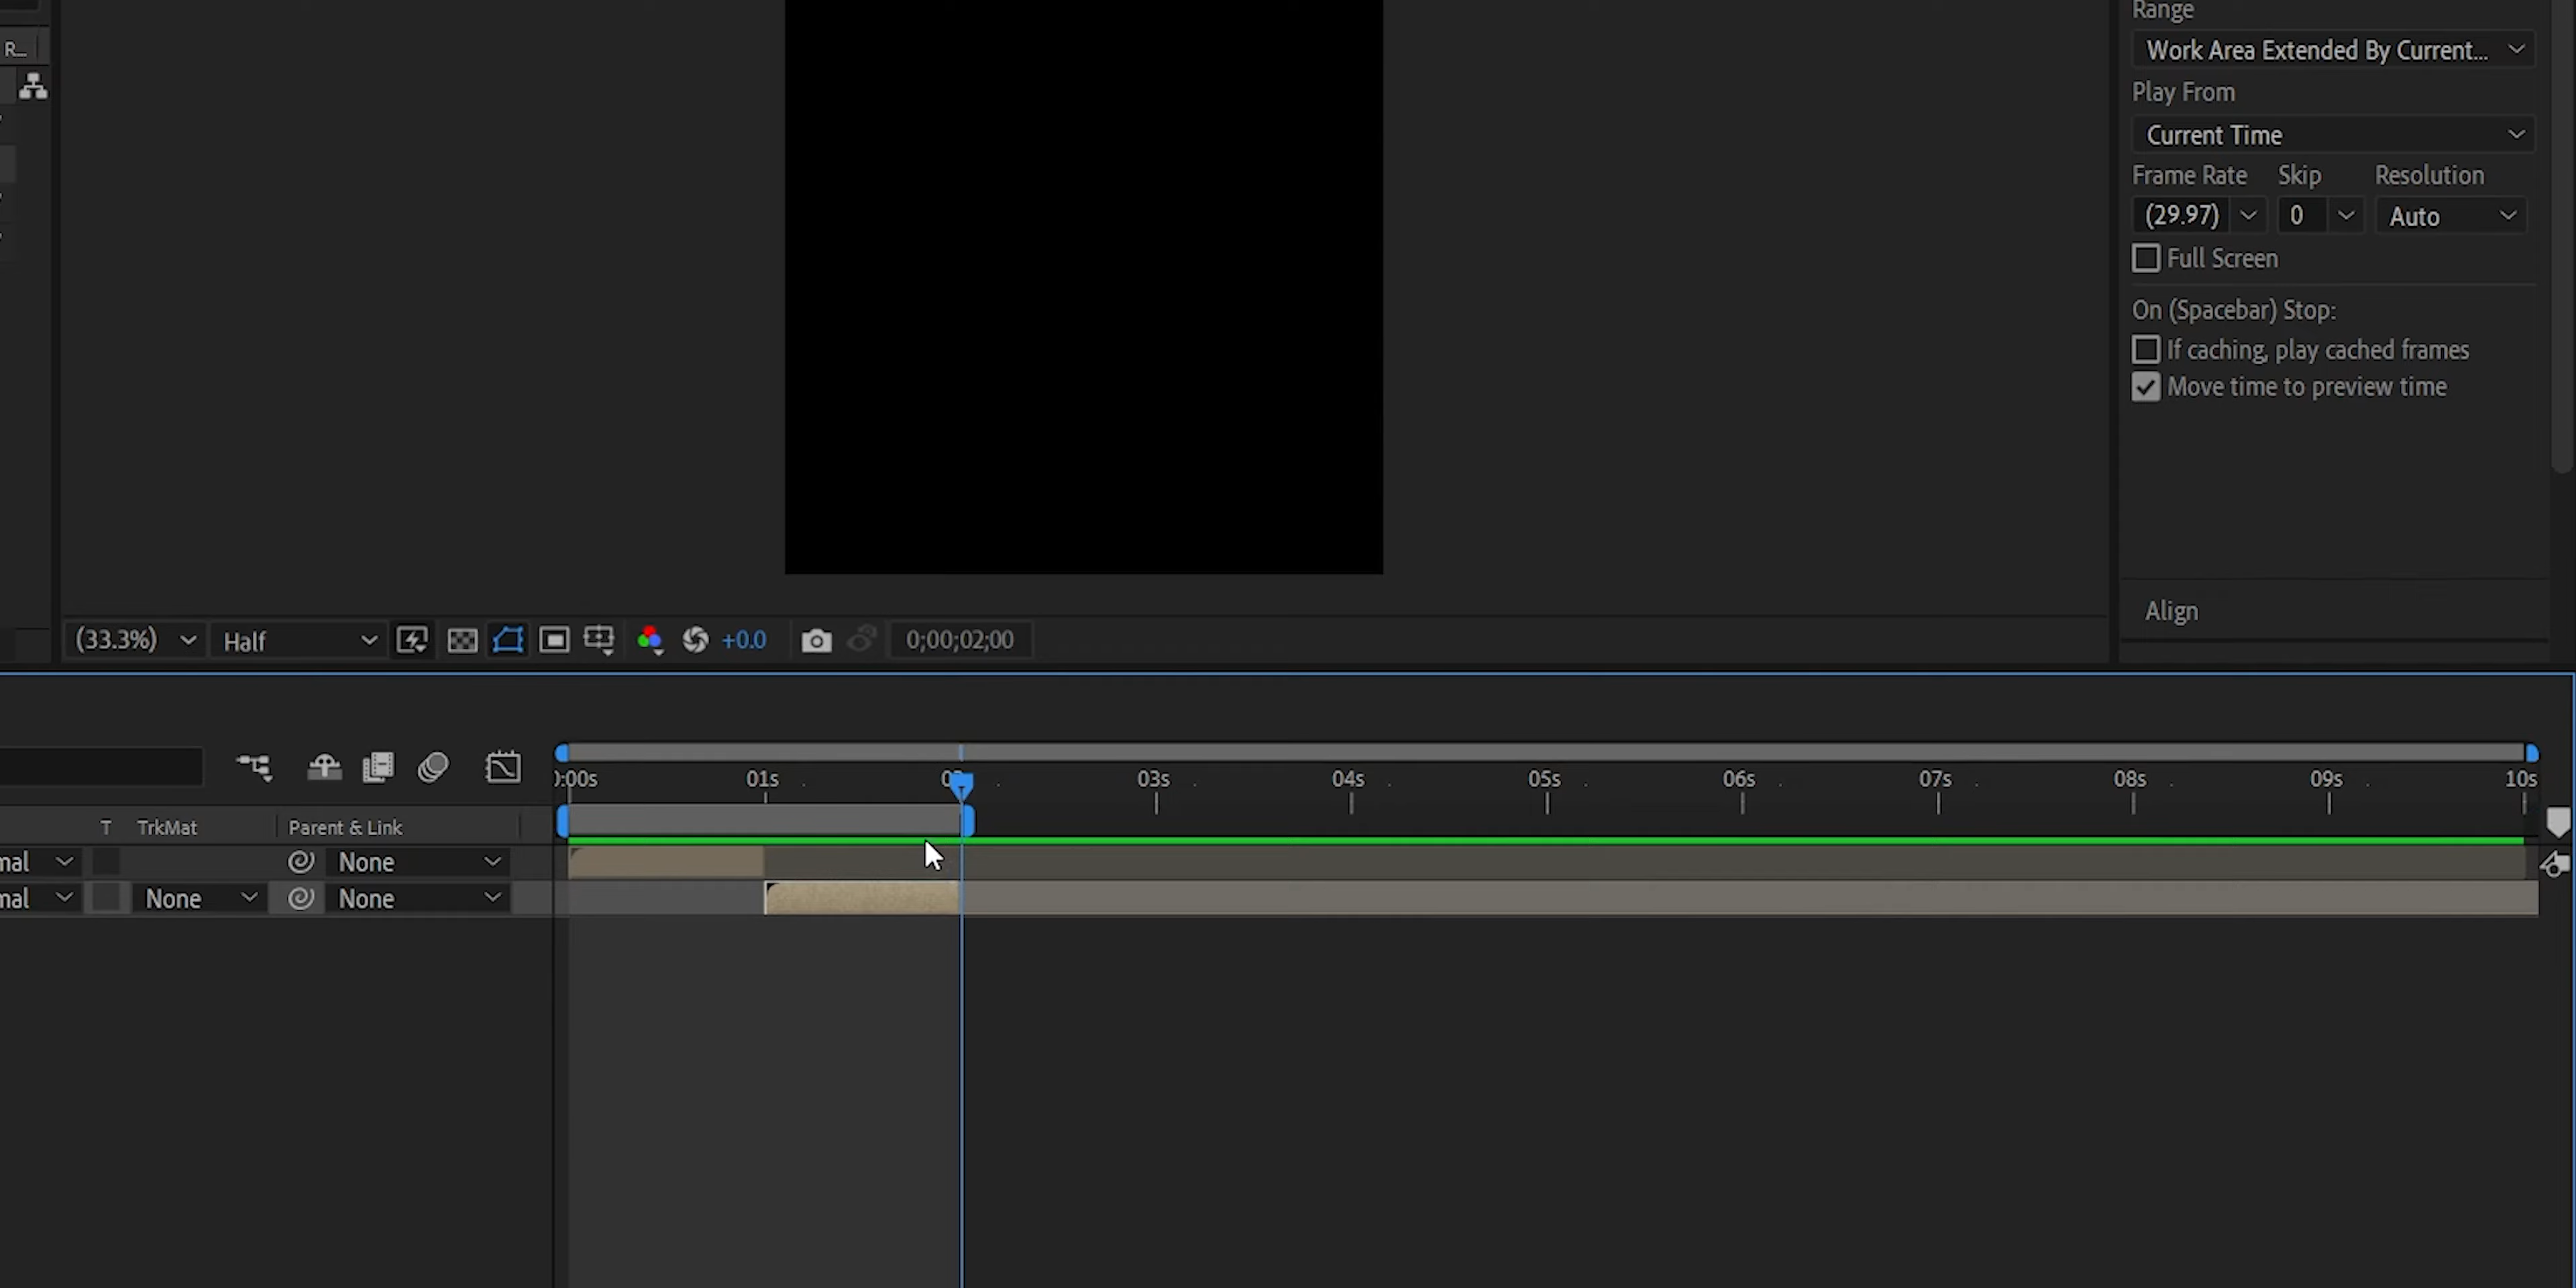 Range
R...
Work Area Extended By Current...
Play From
Current Time
Frame Rate Skip Resolution
(29.97) 0 Auto
Full Screen
On (Spacebar) Stop:
If caching, play cached frames
Move time to preview time
Align
(33.3%) Half +0.0 0;00;02;00
:00s 01s 03s 04s 05s 06s 07s 08s 09s 10s
T TrkMat Parent & Link
mal None
mal None None